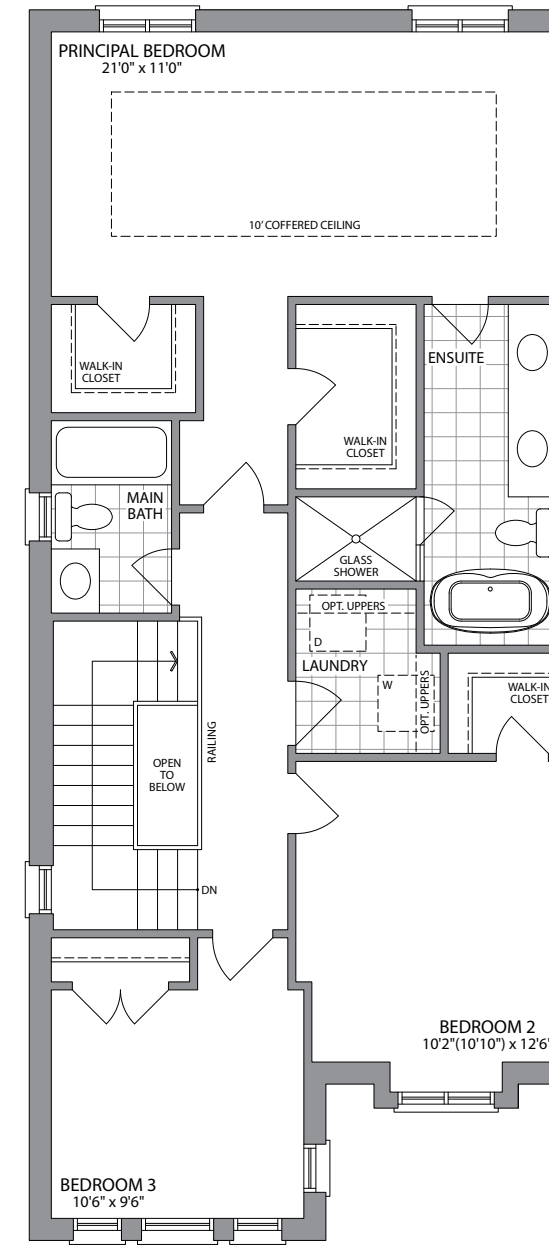 PRINCIPAL BEDROOM
21'0" x 11'0"
10' COFFERED CEILING
WALK-IN
CLOSET
ENSUITE
WALK-IN
CLOSET
MAIN
BATH
GLASS
SHOWER
OPT. UPPERS
D
LAUNDRY
W
OPT. UPPERS
WALK-IN
CLOSET
RAILING
OPEN
TO
BELOW
DN
BEDROOM 2
10'2"(10'10") x 12'6"
BEDROOM 3
10'6" x 9'6"